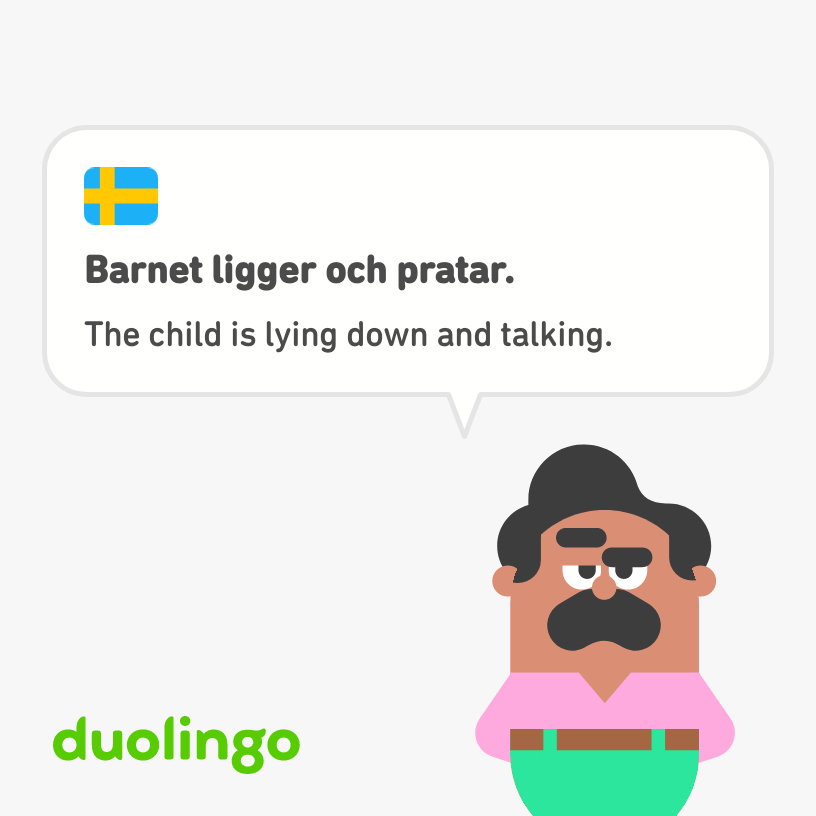 Barnet ligger och pratar.
The child is lying down and talking.
duolingo